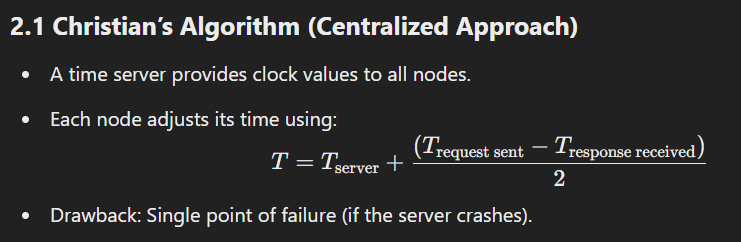 2.1 Christian’s Algorithm (Centralized Approach)
• A time server provides clock values to all nodes.
• Each node adjusts its time using:
T = T_server + (T_request sent − T_response received) / 2
• Drawback: Single point of failure (if the server crashes).